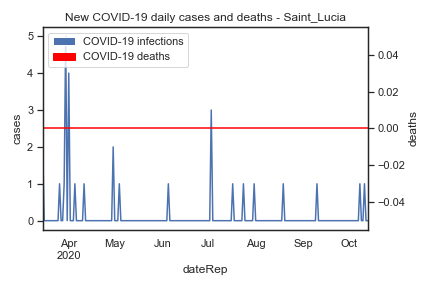 New COVID-19 daily cases and deaths - Saint_Lucia
COVID-19 infections
COVID-19 deaths
5
4
3
2
1
0
cases
0.04
0.02
0.00
−0.02
−0.04
deaths
Apr
2020
May
Jun
Jul
Aug
Sep
Oct
dateRep